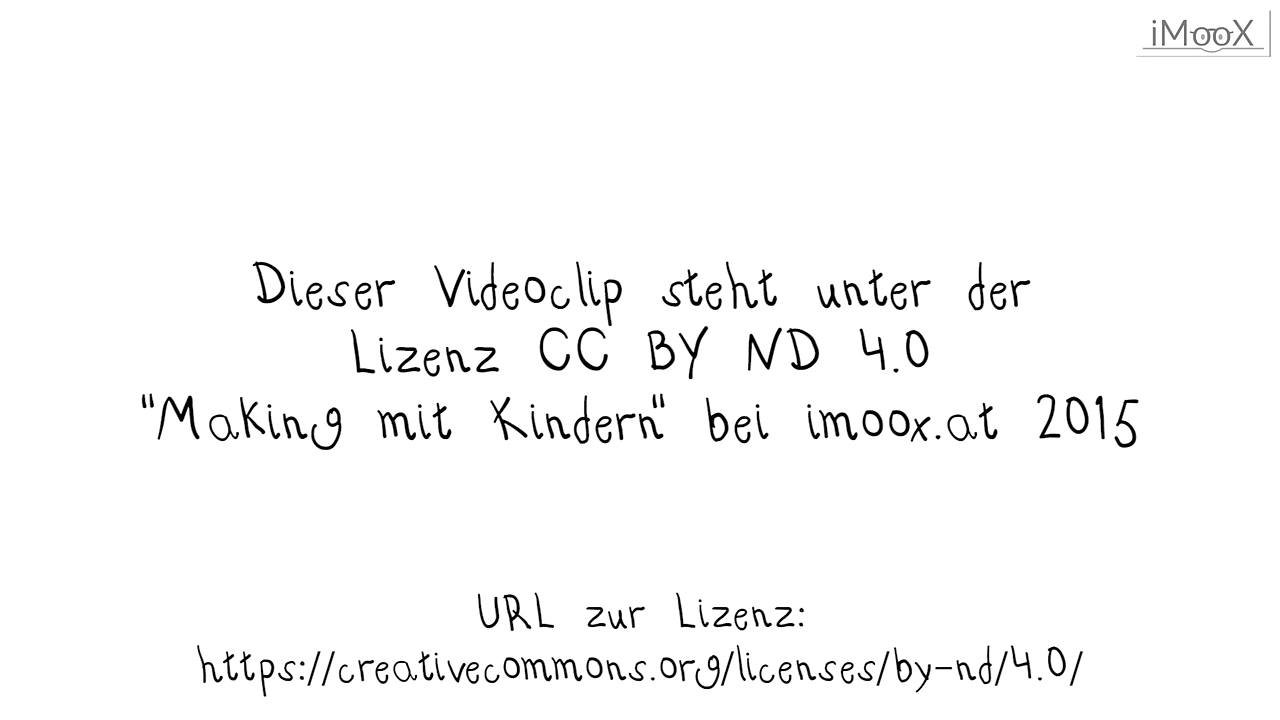 iMooX
Dieser Videoclip steht unter der
Lizenz CC BY ND 4.0
"Making mit Kindern" bei imoox.at 2015
URL zur Lizenz:
https://creativecommons.org/licenses/by-nd/4.0/